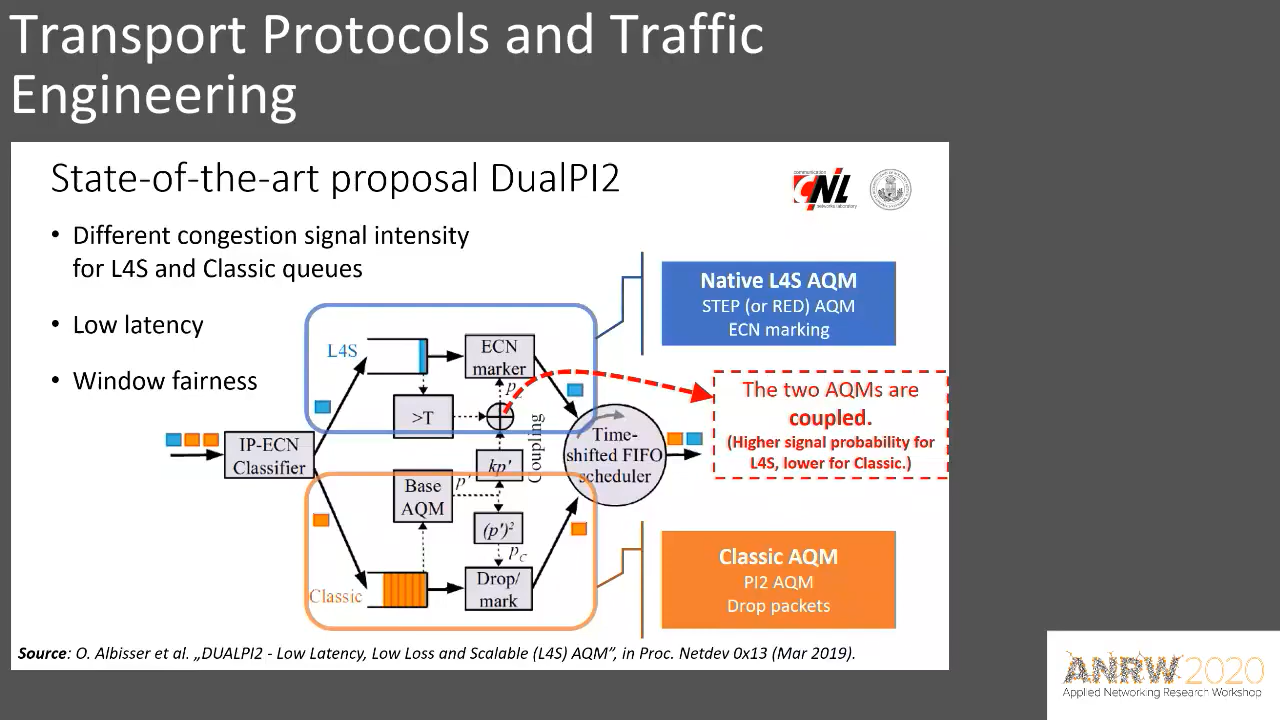 Transport Protocols and Traffic
Engineering
State-of-the-art proposal DualPI2
communication
CNL
networks laboratory
• Different congestion signal intensity
for L4S and Classic queues
• Low latency
• Window fairness
Native L4S AQM
STEP (or RED) AQM
ECN marking
L4S
ECN
marker
p
>T
Coupling
The two AQMs are
coupled.
(Higher signal probability for
L4S, lower for Classic.)
IP-ECN
Classifier
Time-
shifted FIFO
scheduler
kp'
Base
AQM
p'
(p')²
p_C
Classic
Drop/
mark
Classic AQM
PI2 AQM
Drop packets
Source: O. Albisser et al. „DUALPI2 - Low Latency, Low Loss and Scalable (L4S) AQM”, in Proc. Netdev 0x13 (Mar 2019).
ANRW 2020
Applied Networking Research Workshop